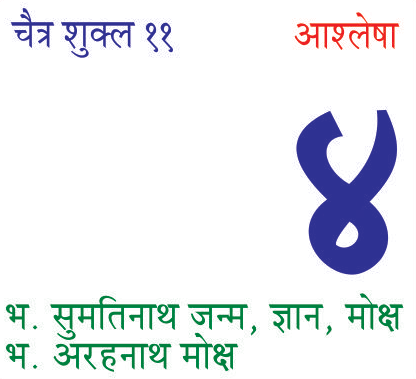 चैत्र शुक्ल ११ आश्लेषा
४
भ. सुमतिनाथ जन्म, ज्ञान, मोक्ष
भ. अरहनाथ मोक्ष